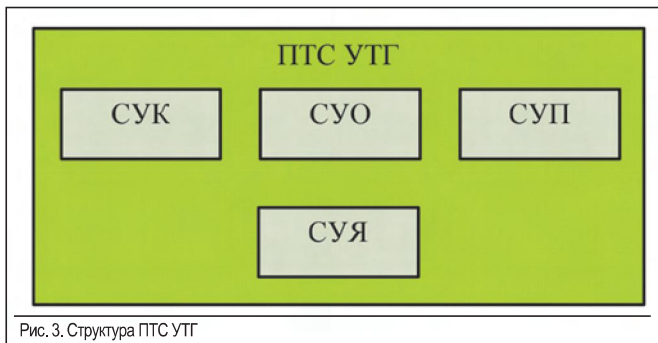 ПТС УТГ
СУК СУО СУП
СУЯ
Рис. 3. Структура ПТС УТГ